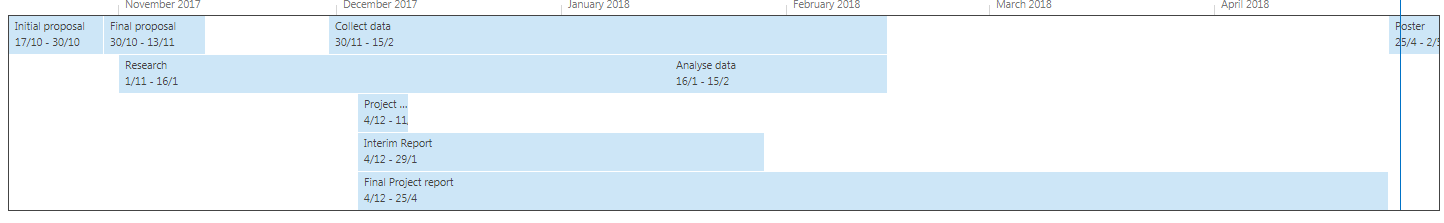 November 2017
December 2017
January 2018
February 2018
March 2018
April 2018
Initial proposal
17/10 - 30/10
Final proposal
30/10 - 13/11
Collect data
30/11 - 15/2
Poster
25/4 - 2/5
Research
1/11 - 16/1
Analyse data
16/1 - 15/2
Project ...
4/12 - 11/
Interim Report
4/12 - 29/1
Final Project report
4/12 - 25/4